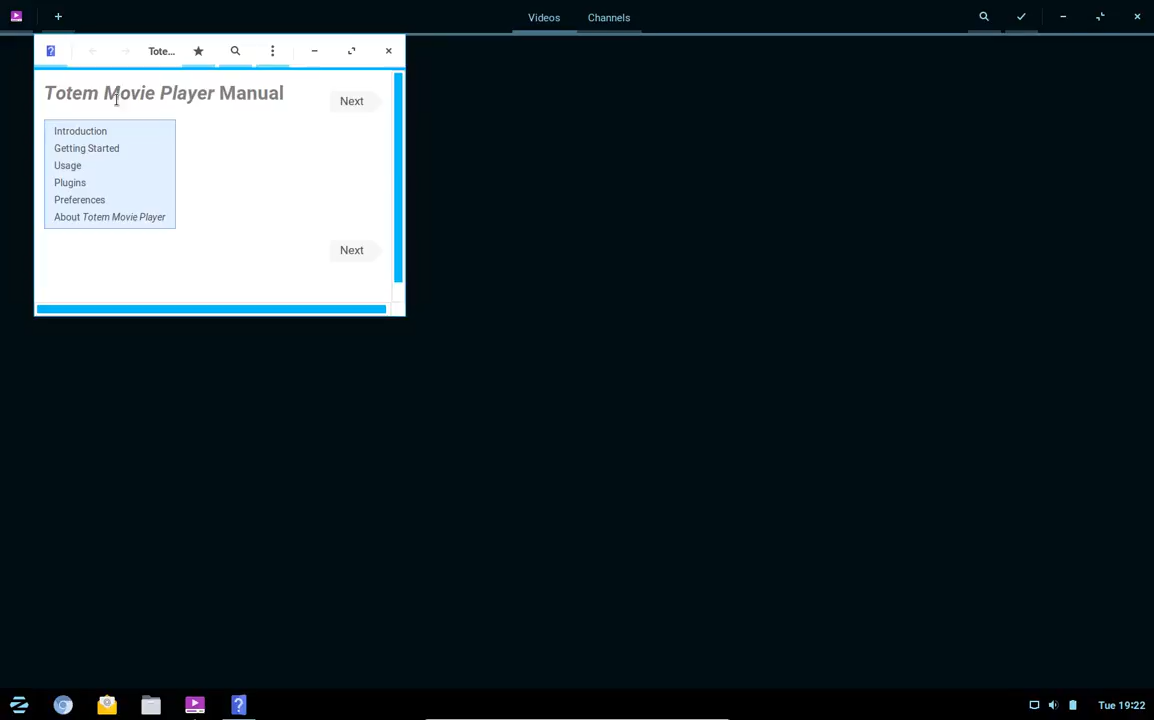 Videos Channels
Tote...
Totem Movie Player Manual
Next
Introduction
Getting Started
Usage
Plugins
Preferences
About Totem Movie Player
Next
Tue 19:22